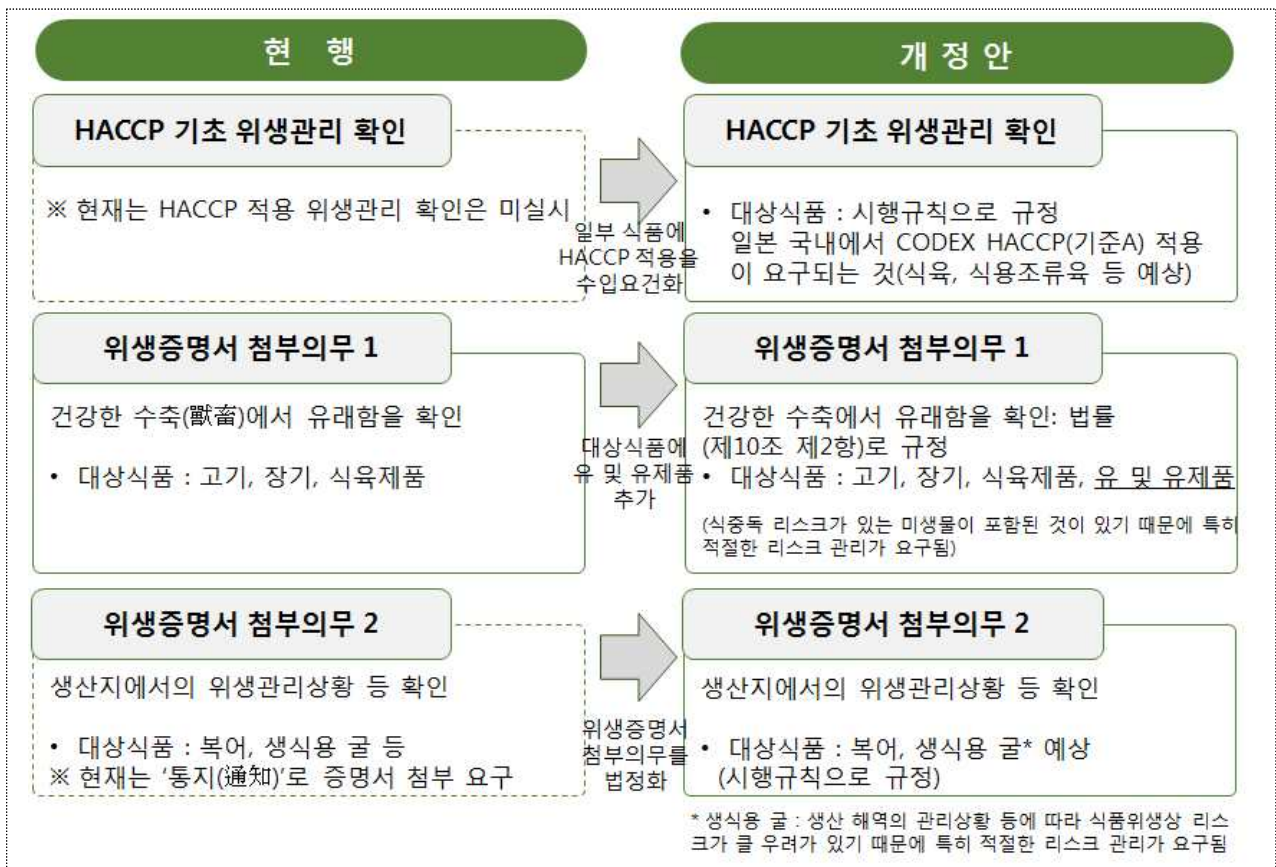 현 행
개 정 안
HACCP 기초 위생관리 확인
※ 현재는 HACCP 적용 위생관리 확인은 미실시
일부 식품에
HACCP 적용을
수입요건화
HACCP 기초 위생관리 확인
• 대상식품 : 시행규칙으로 규정
일본 국내에서 CODEX HACCP(기준A) 적용
이 요구되는 것(식육, 식용조류육 등 예상)
위생증명서 첨부의무 1
건강한 수축(獸畜)에서 유래함을 확인
• 대상식품 : 고기, 장기, 식육제품
대상식품에
유 및 유제품
추가
위생증명서 첨부의무 1
건강한 수축에서 유래함을 확인: 법률
(제10조 제2항)로 규정
• 대상식품 : 고기, 장기, 식육제품, 유 및 유제품
(식중독 리스크가 있는 미생물이 포함된 것이 있기 때문에 특히
적절한 리스크 관리가 요구됨)
위생증명서 첨부의무 2
생산지에서의 위생관리상황 등 확인
• 대상식품 : 복어, 생식용 굴 등
※ 현재는 ‘통지(通知)’로 증명서 첨부 요구
위생증명서
첨부의무를
법정화
위생증명서 첨부의무 2
생산지에서의 위생관리상황 등 확인
• 대상식품 : 복어, 생식용 굴* 예상
(시행규칙으로 규정)
* 생식용 굴 : 생산 해역의 관리상황 등에 따라 식품위생상 리스
크가 클 우려가 있기 때문에 특히 적절한 리스크 관리가 요구됨